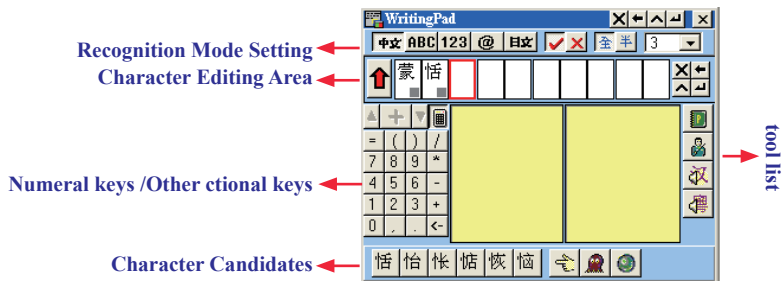 WritingPad
中文 ABC 123 @ 日文 全 半 3
Recognition Mode Setting
Character Editing Area
蒙 恬
= ( ) /
7 8 9 *
4 5 6 -
1 2 3 +
0 , . <-
Numeral keys /Other ctional keys
tool list
汉
粵
Character Candidates
恬 怡 怅 惦 恢 恼